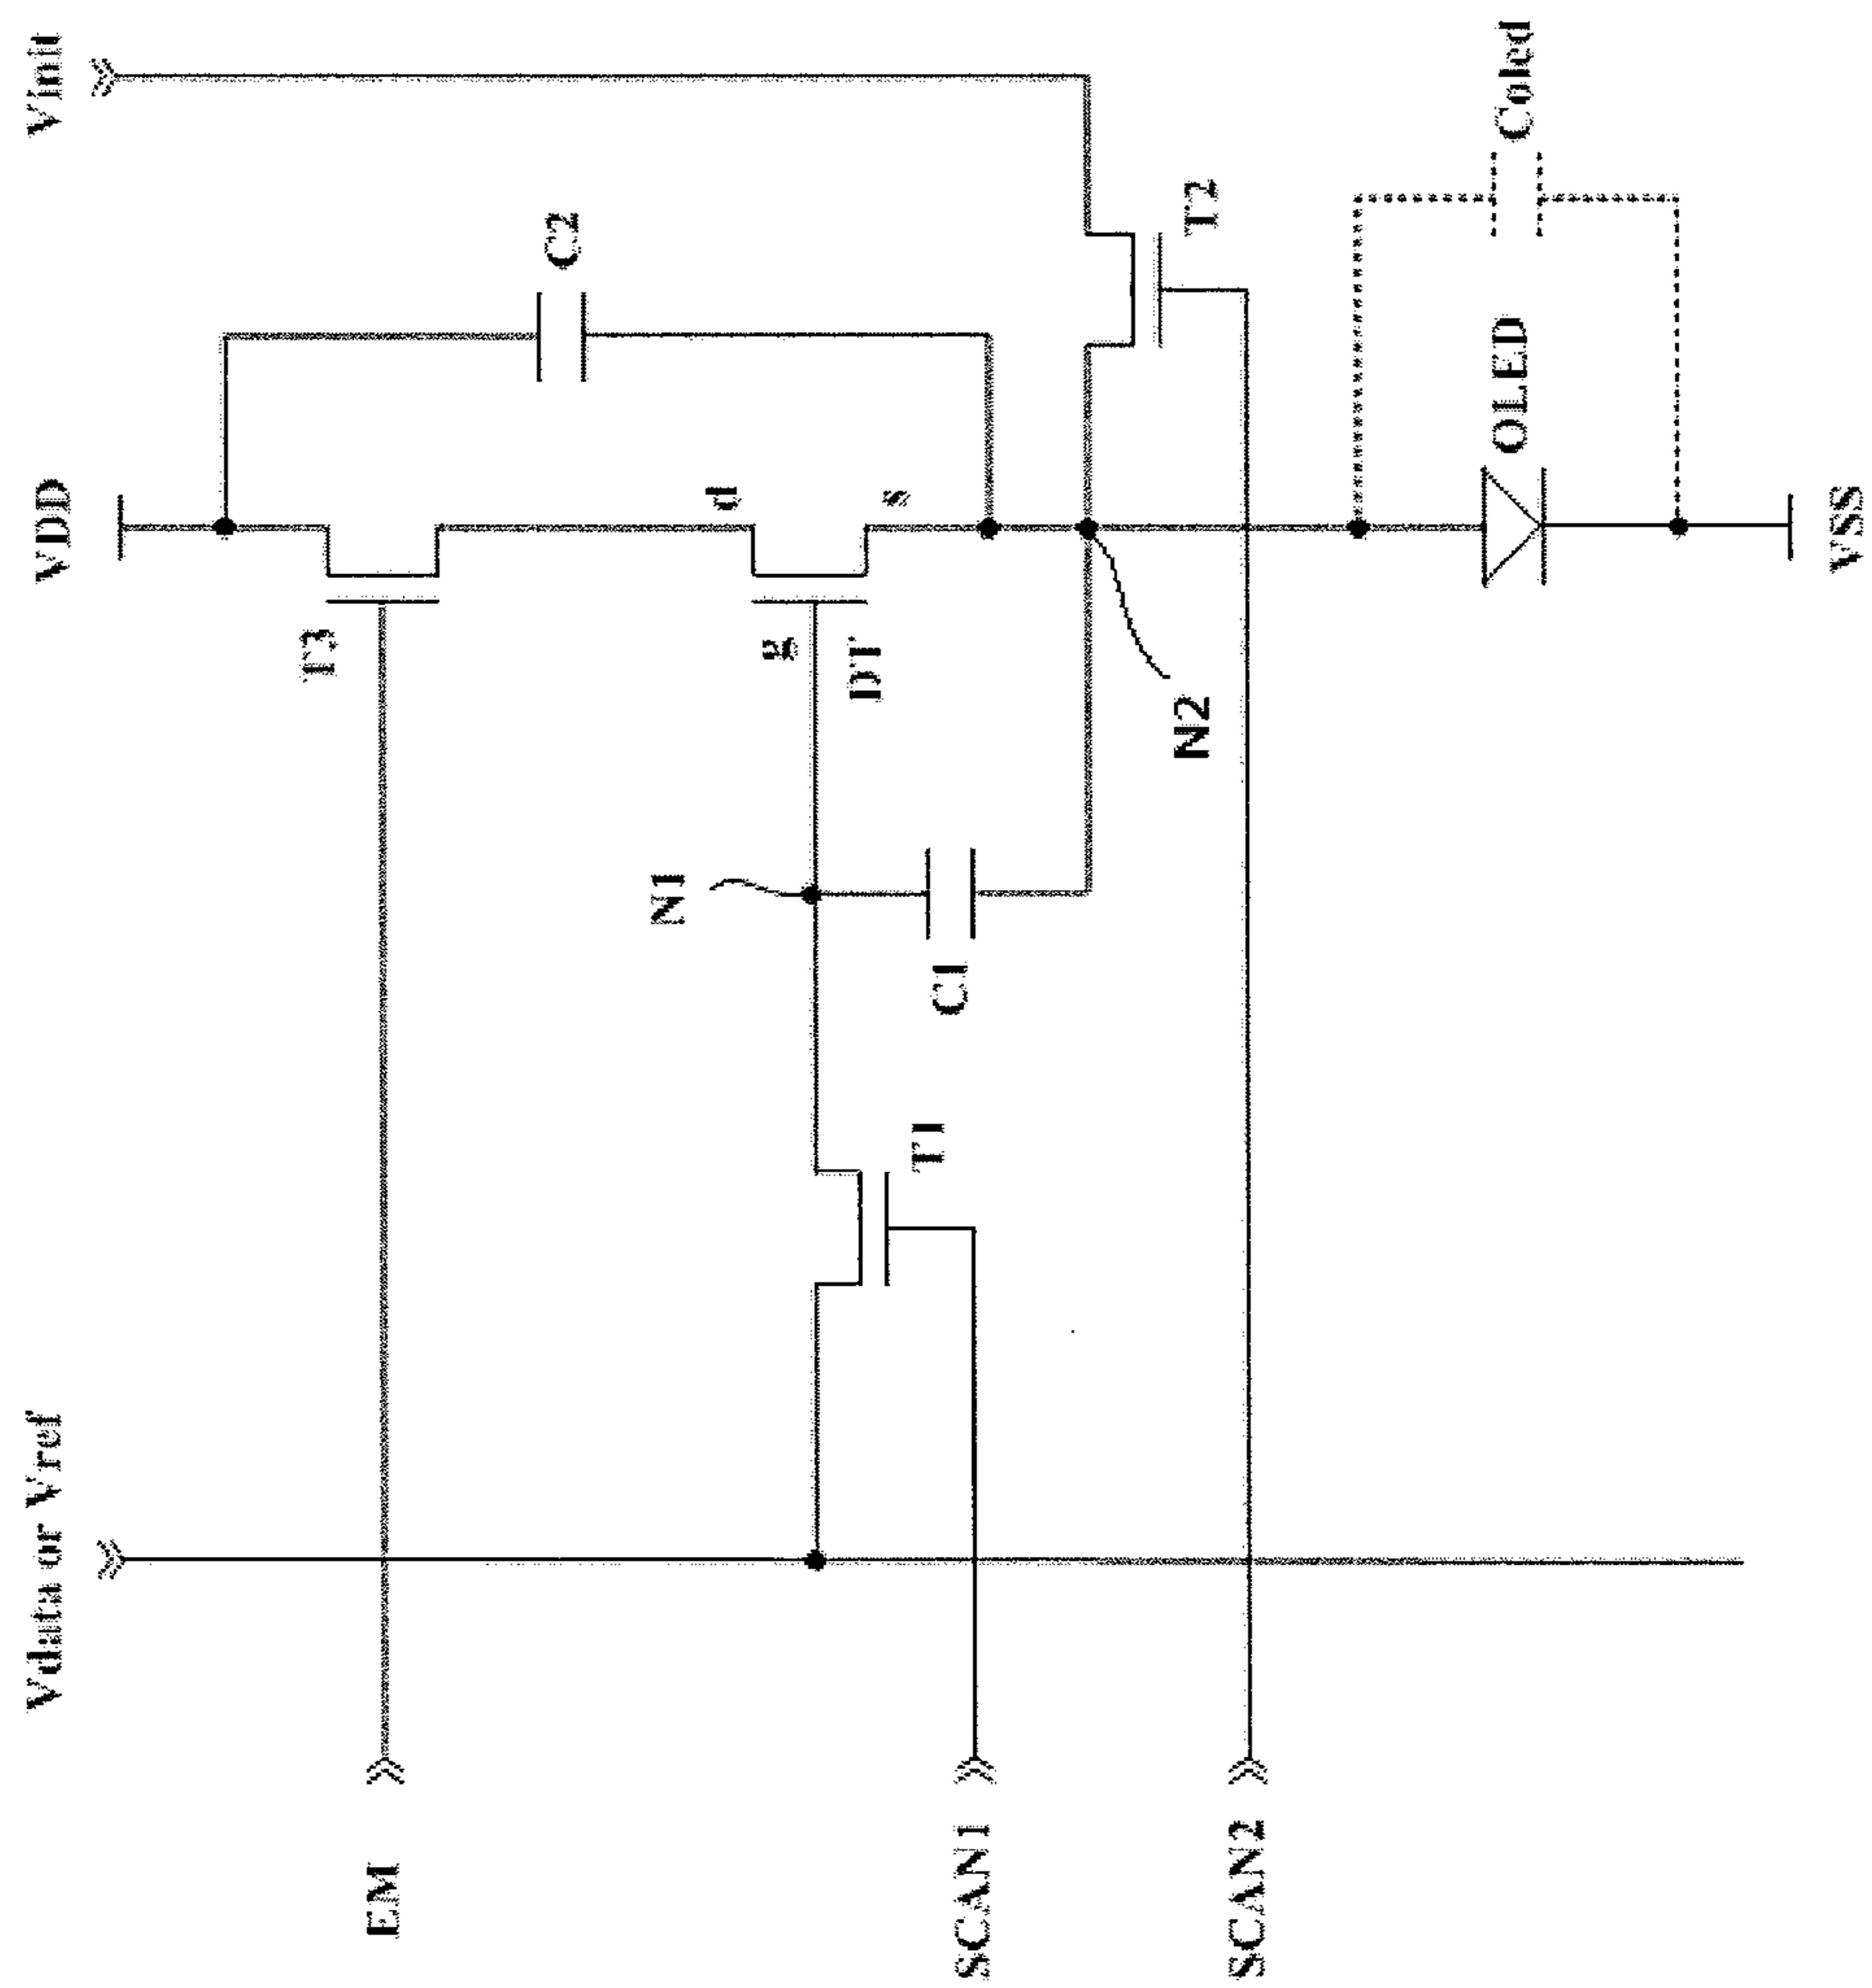 Vdata or Vref
VDD
Vinit
EM
T3
C2
d
g
DT
s
N1
C1
T1
N2
T2
SCAN1
SCAN2
OLED
Coled
VSS